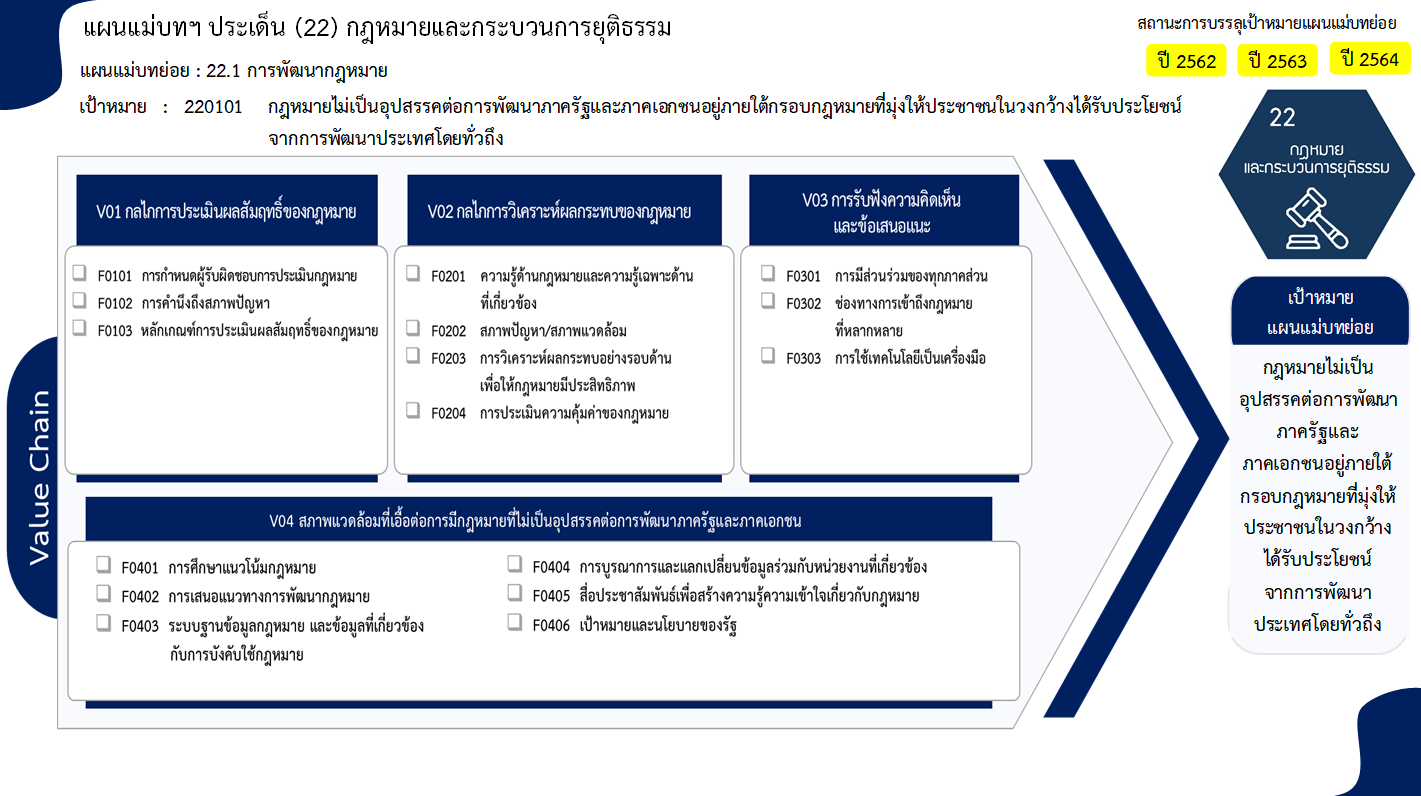 แผนแม่บทฯ ประเด็น (22) กฎหมายและกระบวนการยุติธรรม
สถานะการบรรลุเป้าหมายแผนแม่บทย่อย
ปี 2562 ปี 2563 ปี 2564
แผนแม่บทย่อย : 22.1 การพัฒนากฎหมาย
เป้าหมาย : 220101 กฎหมายไม่เป็นอุปสรรคต่อการพัฒนาภาครัฐและภาคเอกชนอยู่ภายใต้กรอบกฎหมายที่มุ่งให้ประชาชนในวงกว้างได้รับประโยชน์
จากการพัฒนาประเทศโดยทั่วถึง
22
กฎหมาย
และกระบวนการยุติธรรม
Value Chain
V01 กลไกการประเมินผลสัมฤทธิ์ของกฎหมาย
F0101 การกำหนดผู้รับผิดชอบการประเมินกฎหมาย
F0102 การคำนึงถึงสภาพปัญหา
F0103 หลักเกณฑ์การประเมินผลสัมฤทธิ์ของกฎหมาย
V02 กลไกการวิเคราะห์ผลกระทบของกฎหมาย
F0201 ความรู้ด้านกฎหมายและความรู้เฉพาะด้าน
ที่เกี่ยวข้อง
F0202 สภาพปัญหา/สภาพแวดล้อม
F0203 การวิเคราะห์ผลกระทบอย่างรอบด้าน
เพื่อให้กฎหมายมีประสิทธิภาพ
F0204 การประเมินความคุ้มค่าของกฎหมาย
V03 การรับฟังความคิดเห็น
และข้อเสนอแนะ
F0301 การมีส่วนร่วมของทุกภาคส่วน
F0302 ช่องทางการเข้าถึงกฎหมาย
ที่หลากหลาย
F0303 การใช้เทคโนโลยีเป็นเครื่องมือ
V04 สภาพแวดล้อมที่เอื้อต่อการมีกฎหมายที่ไม่เป็นอุปสรรคต่อการพัฒนาภาครัฐและภาคเอกชน
F0401 การศึกษาแนวโน้มกฎหมาย
F0402 การเสนอแนวทางการพัฒนากฎหมาย
F0403 ระบบฐานข้อมูลกฎหมาย และข้อมูลที่เกี่ยวข้อง
กับการบังคับใช้กฎหมาย
F0404 การบูรณาการและแลกเปลี่ยนข้อมูลร่วมกับหน่วยงานที่เกี่ยวข้อง
F0405 สื่อประชาสัมพันธ์เพื่อสร้างความรู้ความเข้าใจเกี่ยวกับกฎหมาย
F0406 เป้าหมายและนโยบายของรัฐ
เป้าหมาย
แผนแม่บทย่อย
กฎหมายไม่เป็น
อุปสรรคต่อการพัฒนา
ภาครัฐและ
ภาคเอกชนอยู่ภายใต้
กรอบกฎหมายที่มุ่งให้
ประชาชนในวงกว้าง
ได้รับประโยชน์
จากการพัฒนา
ประเทศโดยทั่วถึง